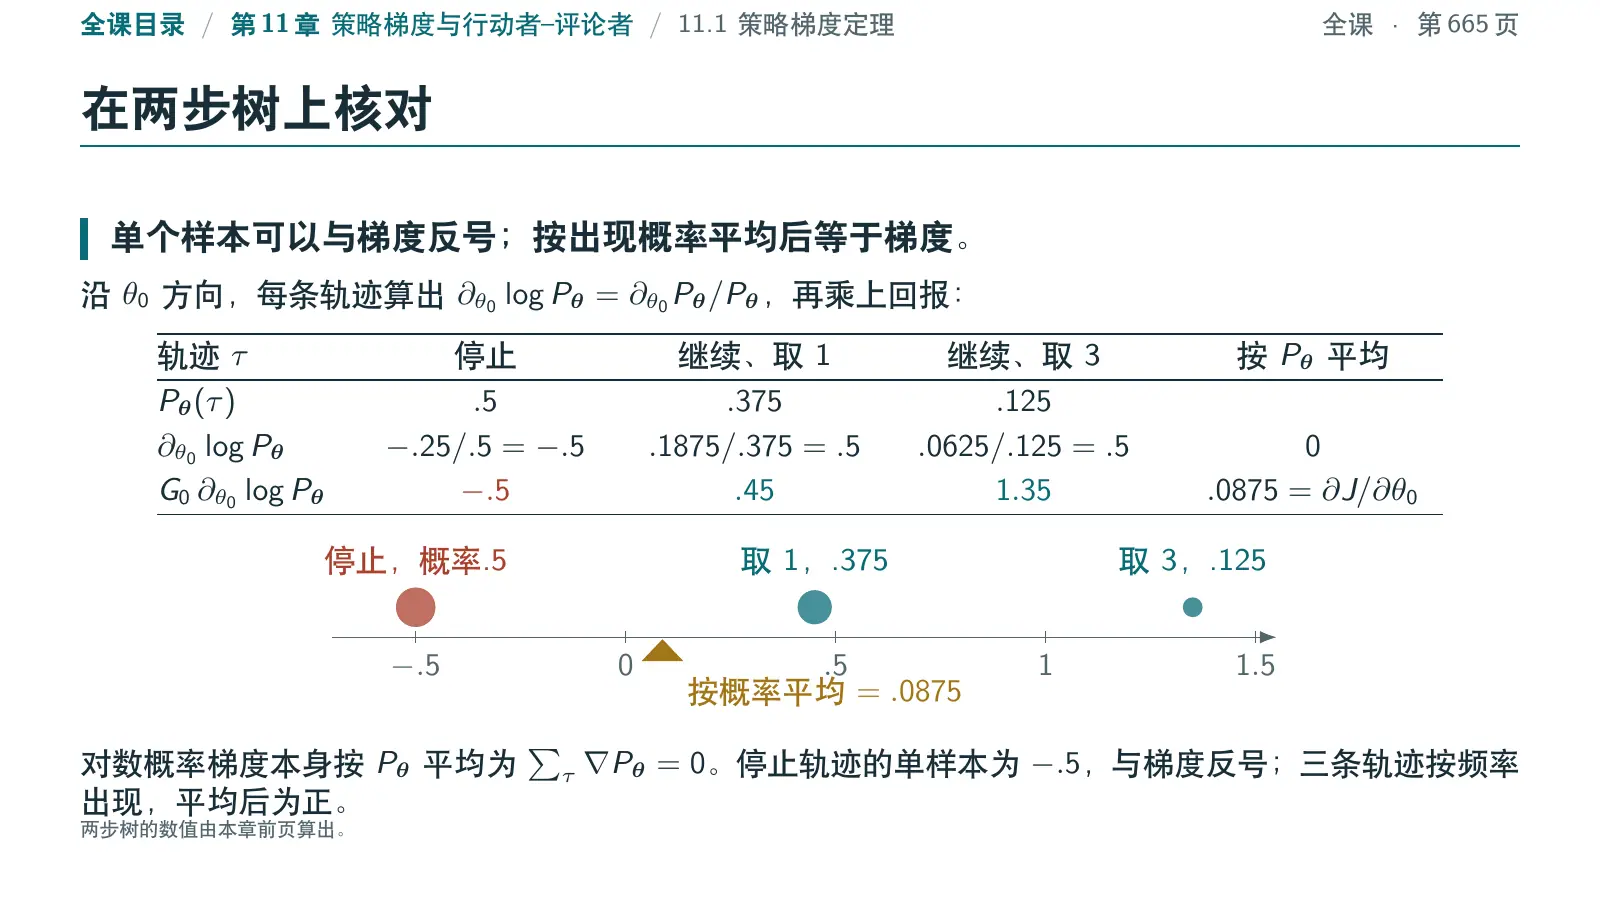 全课目录 / 第 11 章 策略梯度与行动者–评论者 / 11.1 策略梯度定理 全课 · 第 665 页
在两步树上核对
单个样本可以与梯度反号；按出现概率平均后等于梯度。
沿 θ₀ 方向，每条轨迹算出 ∂_{θ₀} log P_θ = ∂_{θ₀} P_θ/P_θ，再乘上回报：
轨迹 τ 停止 继续、取 1 继续、取 3 按 P_θ 平均
P_θ(τ) .5 .375 .125
∂_{θ₀} log P_θ −.25/.5 = −.5 .1875/.375 = .5 .0625/.125 = .5 0
G₀ ∂_{θ₀} log P_θ −.5 .45 1.35 .0875 = ∂J/∂θ₀
停止，概率.5 取 1，.375 取 3，.125
−.5 0 .5 1 1.5
按概率平均 = .0875
对数概率梯度本身按 P_θ 平均为 ∑_τ ∇P_θ = 0。停止轨迹的单样本为 −.5，与梯度反号；三条轨迹按频率
出现，平均后为正。
两步树的数值由本章前页算出。